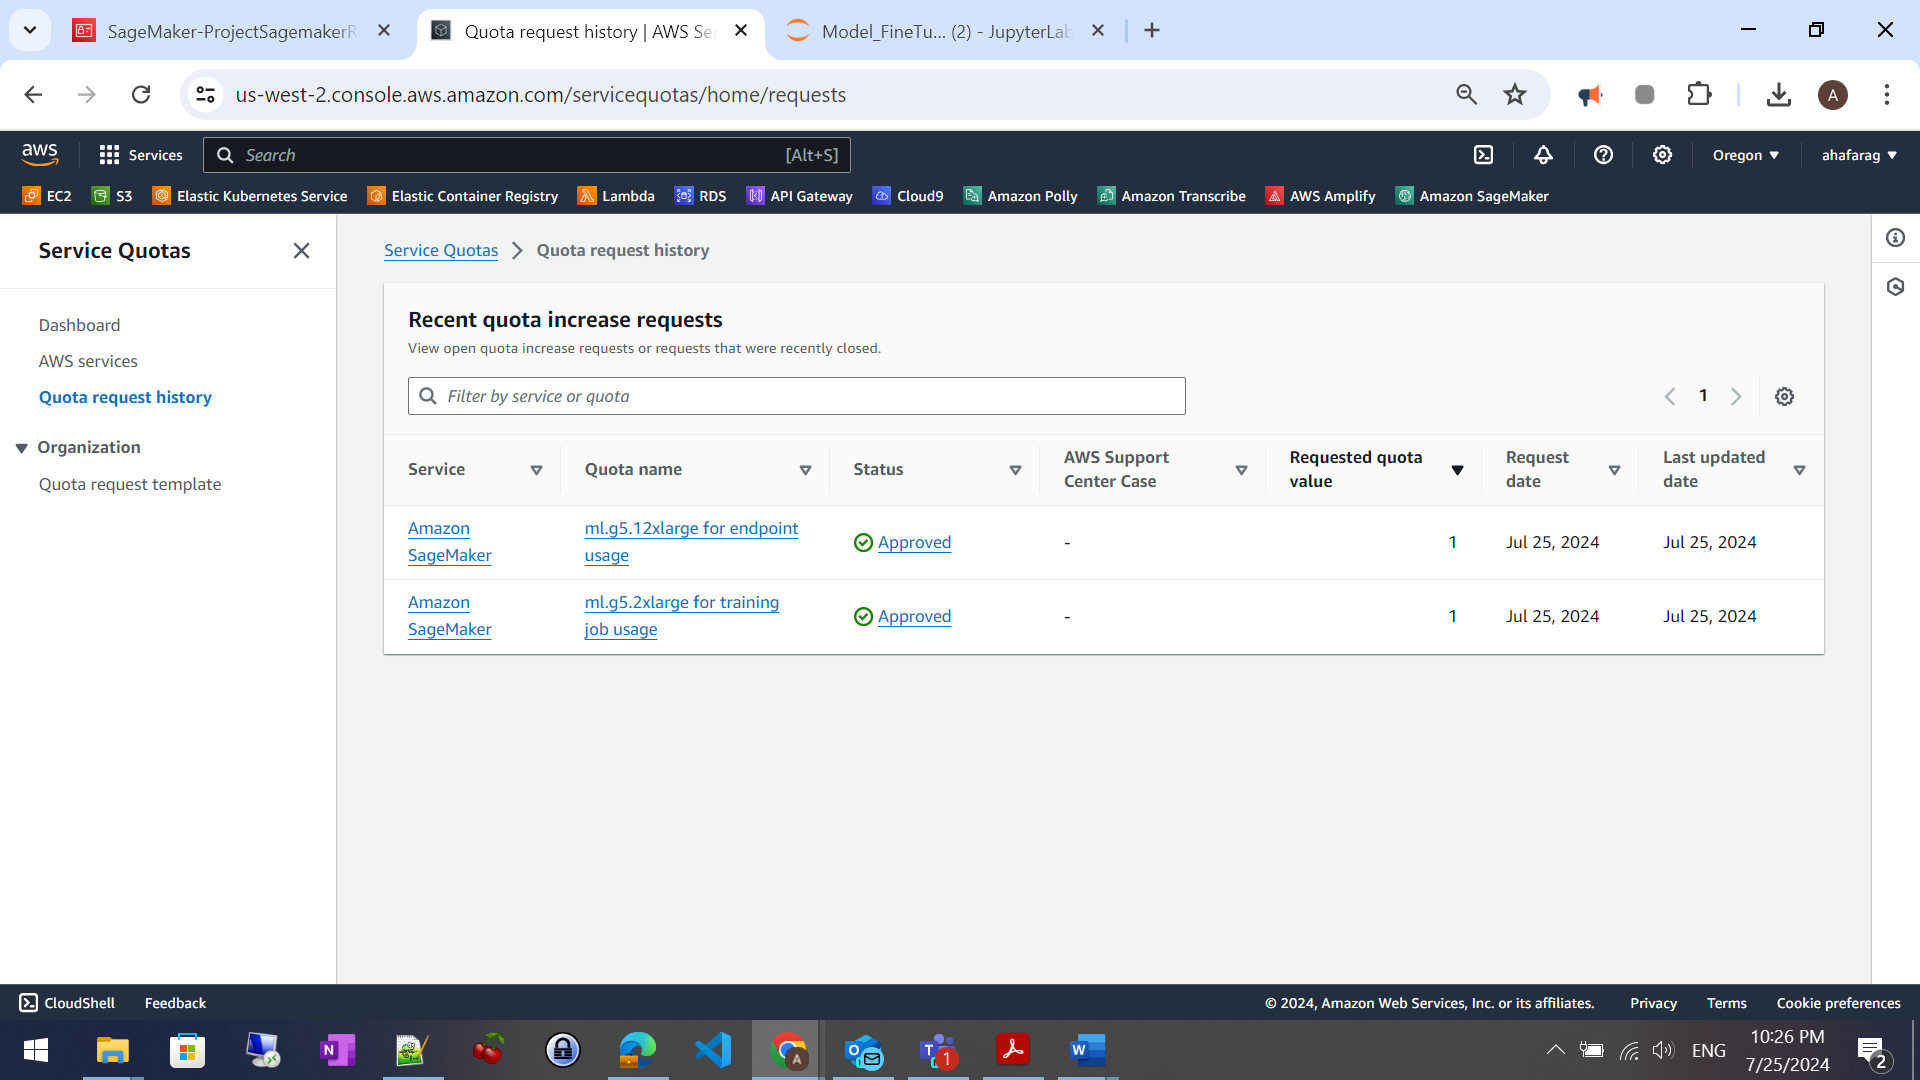 SageMaker-ProjectSagemakerR
Quota request history | AWS Se
Model_FineTu... (2) - JupyterLab
us-west-2.console.aws.amazon.com/servicequotas/home/requests
A
aws
Services
Search
[Alt+S]
Oregon
ahafarag
EC2
S3
Elastic Kubernetes Service
Elastic Container Registry
Lambda
RDS
API Gateway
Cloud9
Amazon Polly
Amazon Transcribe
AWS Amplify
Amazon SageMaker
Service Quotas
Dashboard
AWS services
Quota request history
Organization
Quota request template
Service Quotas
Quota request history
Recent quota increase requests
View open quota increase requests or requests that were recently closed.
Filter by service or quota
1
Service
Quota name
Status
AWS Support
Center Case
Requested quota
value
Request
date
Last updated
date
Amazon
SageMaker
ml.g5.12xlarge for endpoint
usage
Approved
-
1
Jul 25, 2024
Jul 25, 2024
Amazon
SageMaker
ml.g5.2xlarge for training
job usage
Approved
-
1
Jul 25, 2024
Jul 25, 2024
CloudShell
Feedback
© 2024, Amazon Web Services, Inc. or its affiliates.
Privacy
Terms
Cookie preferences
N
A
O
T
1
W
ENG
10:26 PM
7/25/2024
2